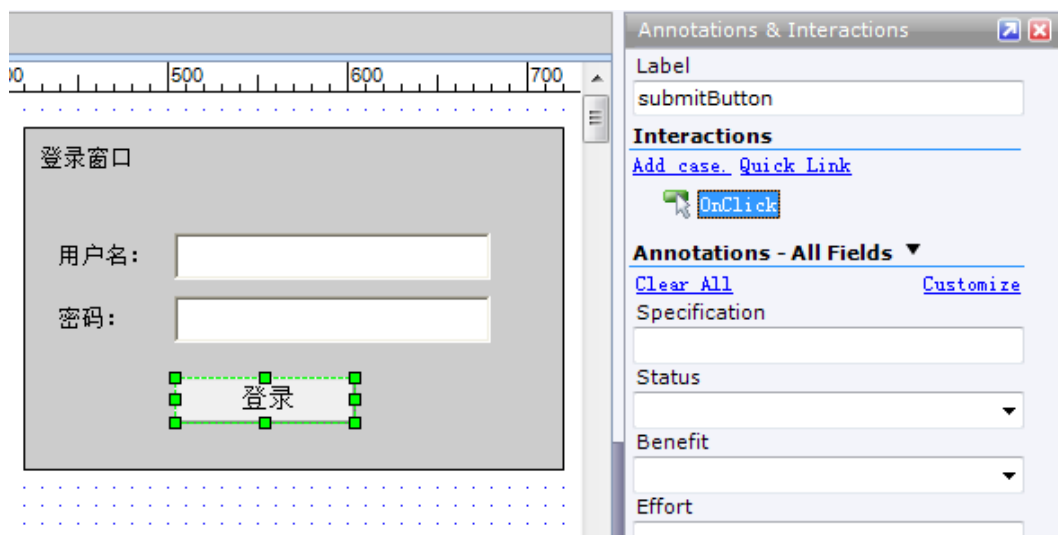 00 500 600 700
登录窗口
用户名:
密码:
登录
Annotations & Interactions
Label
submitButton
Interactions
Add case. Quick Link
OnClick
Annotations - All Fields ▼
Clear All Customize
Specification
Status
Benefit
Effort